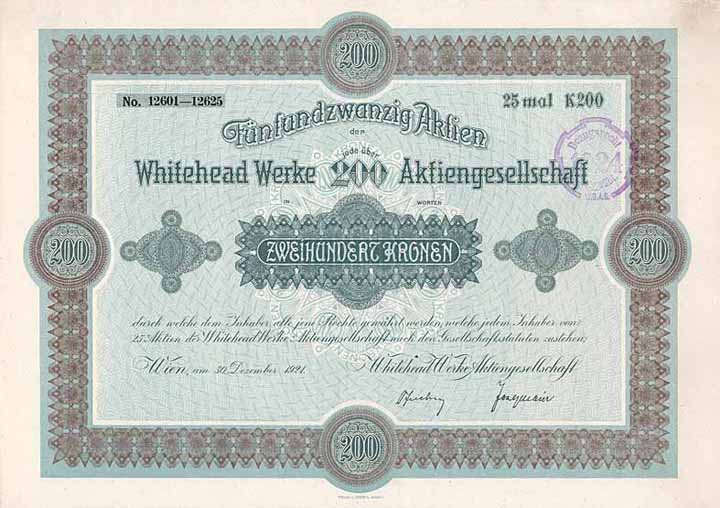 200
No. 12601—12625
25 mal K200
Fünfundzwanzig Aktien
der
jede über
Whitehead Werke 200 Aktiengesellschaft
IN WORTEN
ZWEIHUNDERT KRONEN
200
200
durch welche dem Inhaber alle jene Rechte gewährt werden, welche jedem Inhaber von
25 Aktien der Whitehead Werke Aktiengesellschaft nach den Gesellschaftsstatuten zustehen.
Wien, am 30. Dezember 1921.
Whitehead Werke Aktiengesellschaft
200